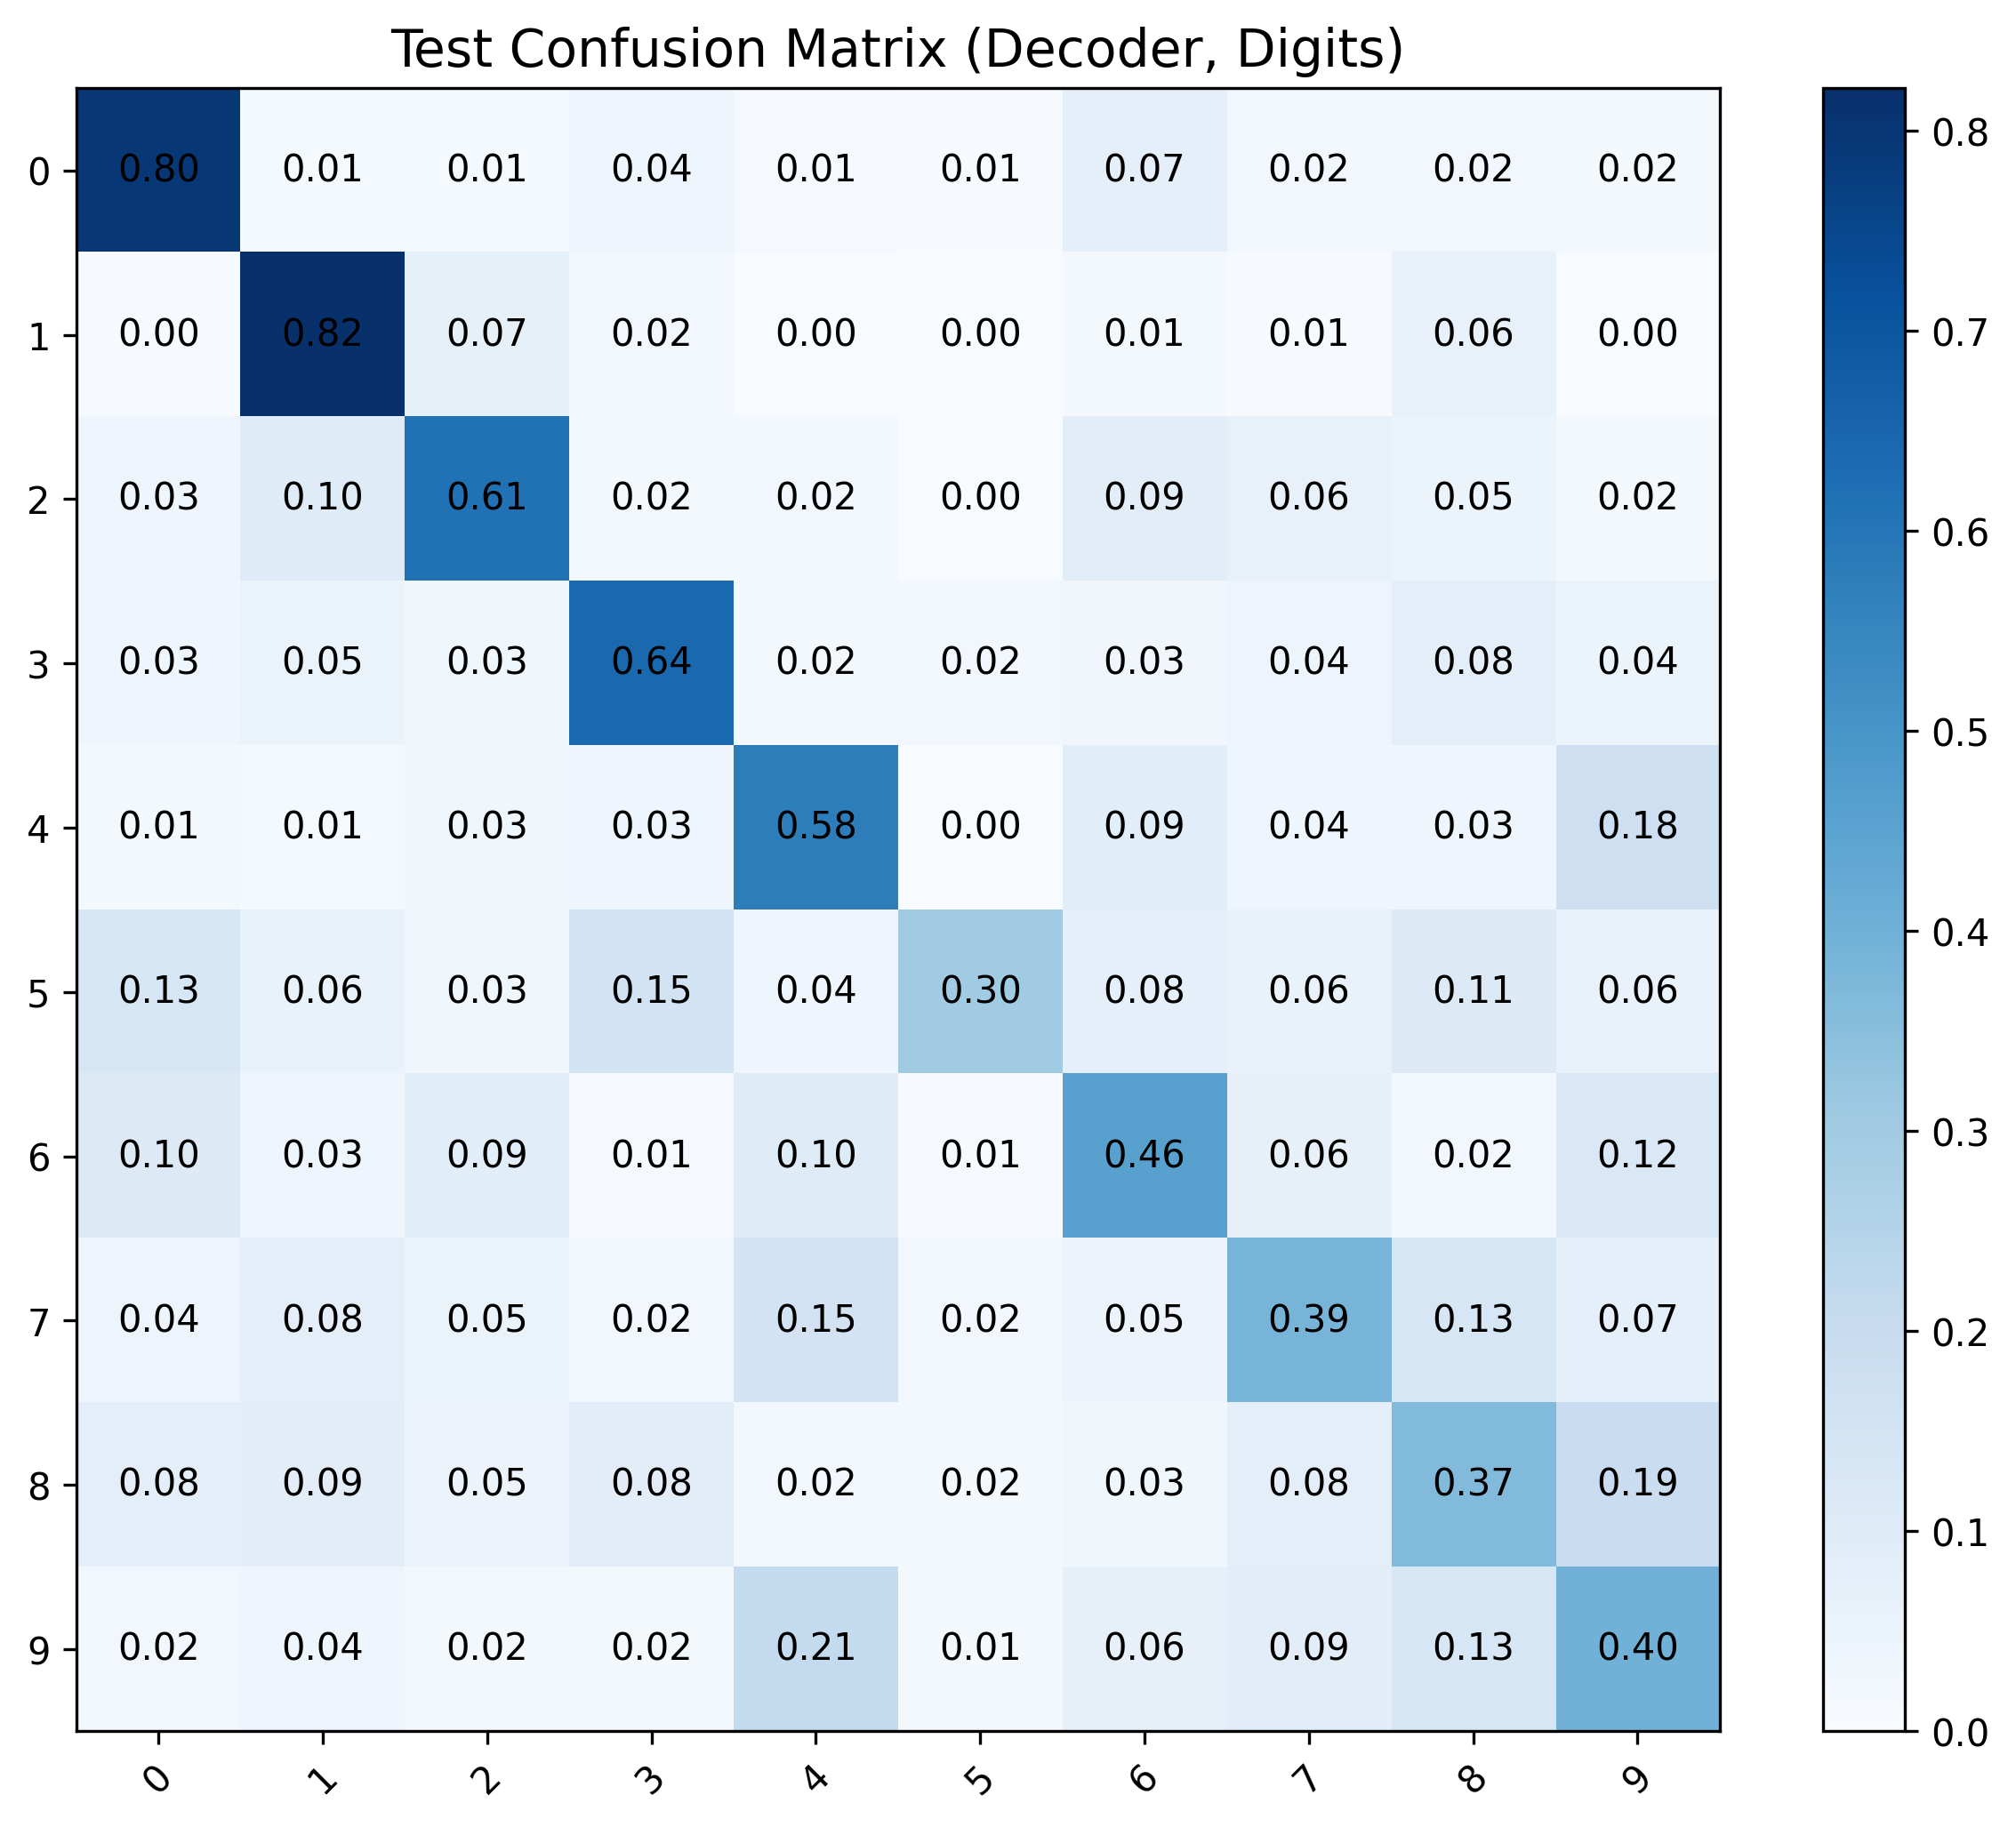 Test Confusion Matrix (Decoder, Digits)
0 0.80 0.01 0.01 0.04 0.01 0.01 0.07 0.02 0.02 0.02
1 0.00 0.82 0.07 0.02 0.00 0.00 0.01 0.01 0.06 0.00
2 0.03 0.10 0.61 0.02 0.02 0.00 0.09 0.06 0.05 0.02
3 0.03 0.05 0.03 0.64 0.02 0.02 0.03 0.04 0.08 0.04
4 0.01 0.01 0.03 0.03 0.58 0.00 0.09 0.04 0.03 0.18
5 0.13 0.06 0.03 0.15 0.04 0.30 0.08 0.06 0.11 0.06
6 0.10 0.03 0.09 0.01 0.10 0.01 0.46 0.06 0.02 0.12
7 0.04 0.08 0.05 0.02 0.15 0.02 0.05 0.39 0.13 0.07
8 0.08 0.09 0.05 0.08 0.02 0.02 0.03 0.08 0.37 0.19
9 0.02 0.04 0.02 0.02 0.21 0.01 0.06 0.09 0.13 0.40
0 1 2 3 4 5 6 7 8 9
0.8
0.7
0.6
0.5
0.4
0.3
0.2
0.1
0.0